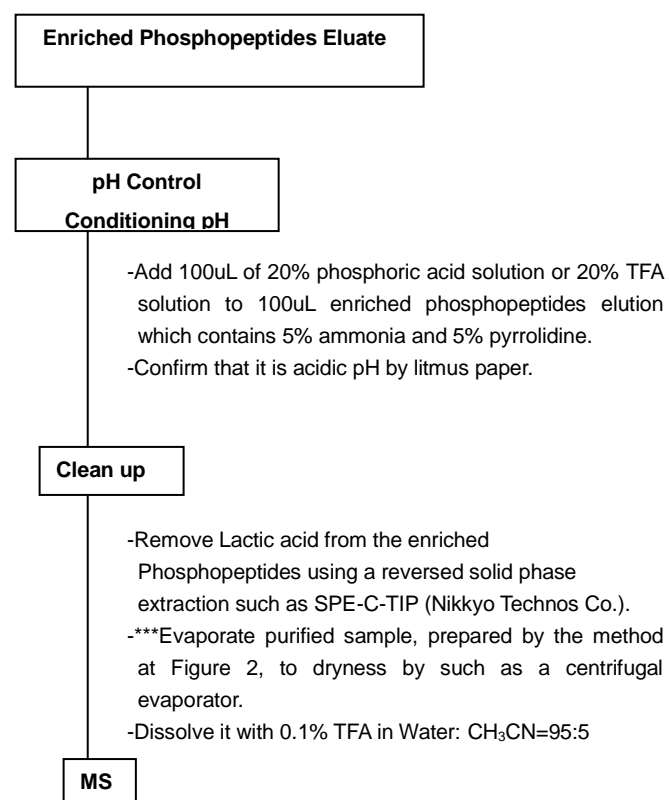 Enriched Phosphopeptides Eluate
pH Control
Conditioning pH
-Add 100uL of 20% phosphoric acid solution or 20% TFA
solution to 100uL enriched phosphopeptides elution
which contains 5% ammonia and 5% pyrrolidine.
-Confirm that it is acidic pH by litmus paper.
Clean up
-Remove Lactic acid from the enriched
Phosphopeptides using a reversed solid phase
extraction such as SPE-C-TIP (Nikkyo Technos Co.).
-***Evaporate purified sample, prepared by the method
at Figure 2, to dryness by such as a centrifugal
evaporator.
-Dissolve it with 0.1% TFA in Water: CH₃CN=95:5
MS